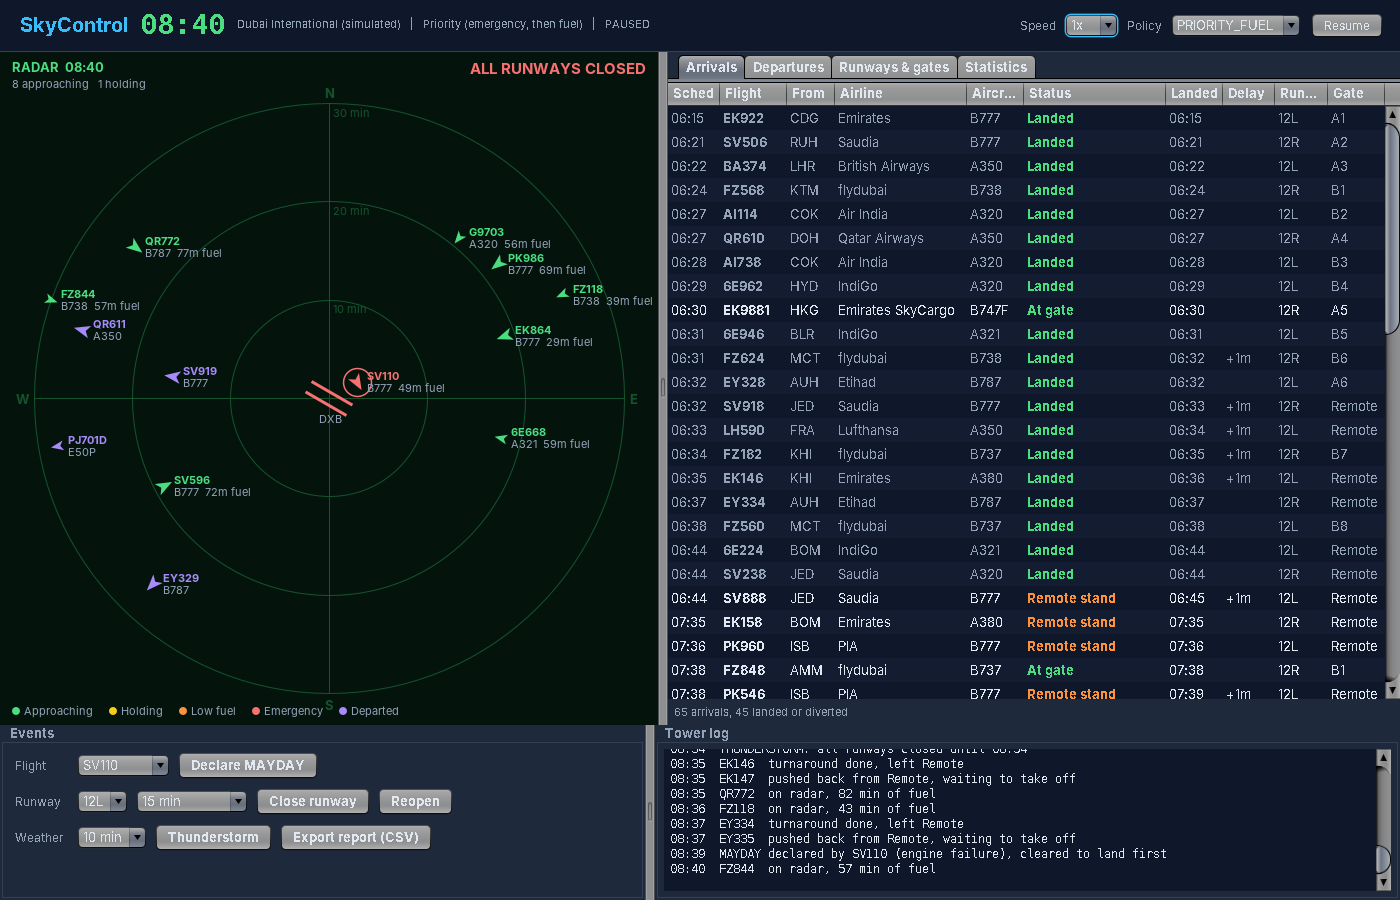 SkyControl 08:40 Dubai International (simulated) | Priority (emergency, then fuel) | PAUSED
Speed 1x Policy PRIORITY_FUEL Resume
RADAR 08:40
8 approaching 1 holding
ALL RUNWAYS CLOSED
N
30 min
20 min
10 min
W
E
S
QR772
B787 77m fuel
G9703
A320 56m fuel
PK986
B777 69m fuel
FZ844
B738 57m fuel
FZ118
B738 39m fuel
QR611
A350
EK864
B777 29m fuel
SV919
B777
SV110
B777 49m fuel
DXB
PJ701D
E50P
6E668
A321 59m fuel
SV596
B777 72m fuel
EY329
B787
Approaching Holding Low fuel Emergency Departed
Arrivals Departures Runways & gates Statistics
Sched Flight From Airline Aircr... Status Landed Delay Run... Gate
06:15 EK922 CDG Emirates B777 Landed 06:15 12L A1
06:21 SV506 RUH Saudia B777 Landed 06:21 12R A2
06:22 BA374 LHR British Airways A350 Landed 06:22 12L A3
06:24 FZ568 KTM flydubai B738 Landed 06:24 12R B1
06:27 AI114 COK Air India A320 Landed 06:27 12L B2
06:27 QR610 DOH Qatar Airways A350 Landed 06:27 12R A4
06:28 AI738 COK Air India A320 Landed 06:28 12L B3
06:29 6E962 HYD IndiGo A320 Landed 06:29 12L B4
06:30 EK9881 HKG Emirates SkyCargo B747F At gate 06:30 12R A5
06:31 6E946 BLR IndiGo A320 Landed 06:31 12L B5
06:31 FZ624 MCT flydubai B738 Landed 06:32 +1m 12R B6
06:32 EY328 AUH Etihad B787 Landed 06:32 12L A6
06:32 SV918 JED Saudia B777 Landed 06:33 +1m 12R Remote
06:33 LH590 FRA Lufthansa A350 Landed 06:34 +1m 12L Remote
06:34 FZ182 KHI flydubai B737 Landed 06:35 +1m 12R B7
06:35 EK146 KHI Emirates A380 Landed 06:36 +1m 12L Remote
06:37 EY334 AUH Etihad B787 Landed 06:37 12R Remote
06:38 FZ560 MCT flydubai B737 Landed 06:38 12L B8
06:44 6E224 BOM IndiGo A321 Landed 06:44 12L Remote
06:44 SV238 JED Saudia A320 Landed 06:44 12R Remote
06:44 SV888 JED Saudia B777 Remote stand 06:45 +1m 12L Remote
07:35 EK158 BOM Emirates A380 Remote stand 07:35 12R Remote
07:36 PK960 ISB PIA B777 Remote stand 07:36 12L Remote
07:38 FZ848 AMM flydubai B737 At gate 07:38 12R B1
07:38 PK546 ISB PIA B777 Remote stand 07:39 +1m 12L Remote
65 arrivals, 45 landed or diverted
Events
Flight SV110 Declare MAYDAY
Runway 12L 15 min Close runway Reopen
Weather 10 min Thunderstorm Export report (CSV)
Tower log
08:34 THUNDERSTORM: all runways closed until 08:54
08:35 EK146 turnaround done, left Remote
08:35 EK147 pushed back from Remote, waiting to take off
08:35 QR772 on radar, 82 min of fuel
08:36 FZ118 on radar, 43 min of fuel
08:37 EY334 turnaround done, left Remote
08:37 EY335 pushed back from Remote, waiting to take off
08:39 MAYDAY declared by SV110 (engine failure), cleared to land first
08:40 FZ844 on radar, 57 min of fuel